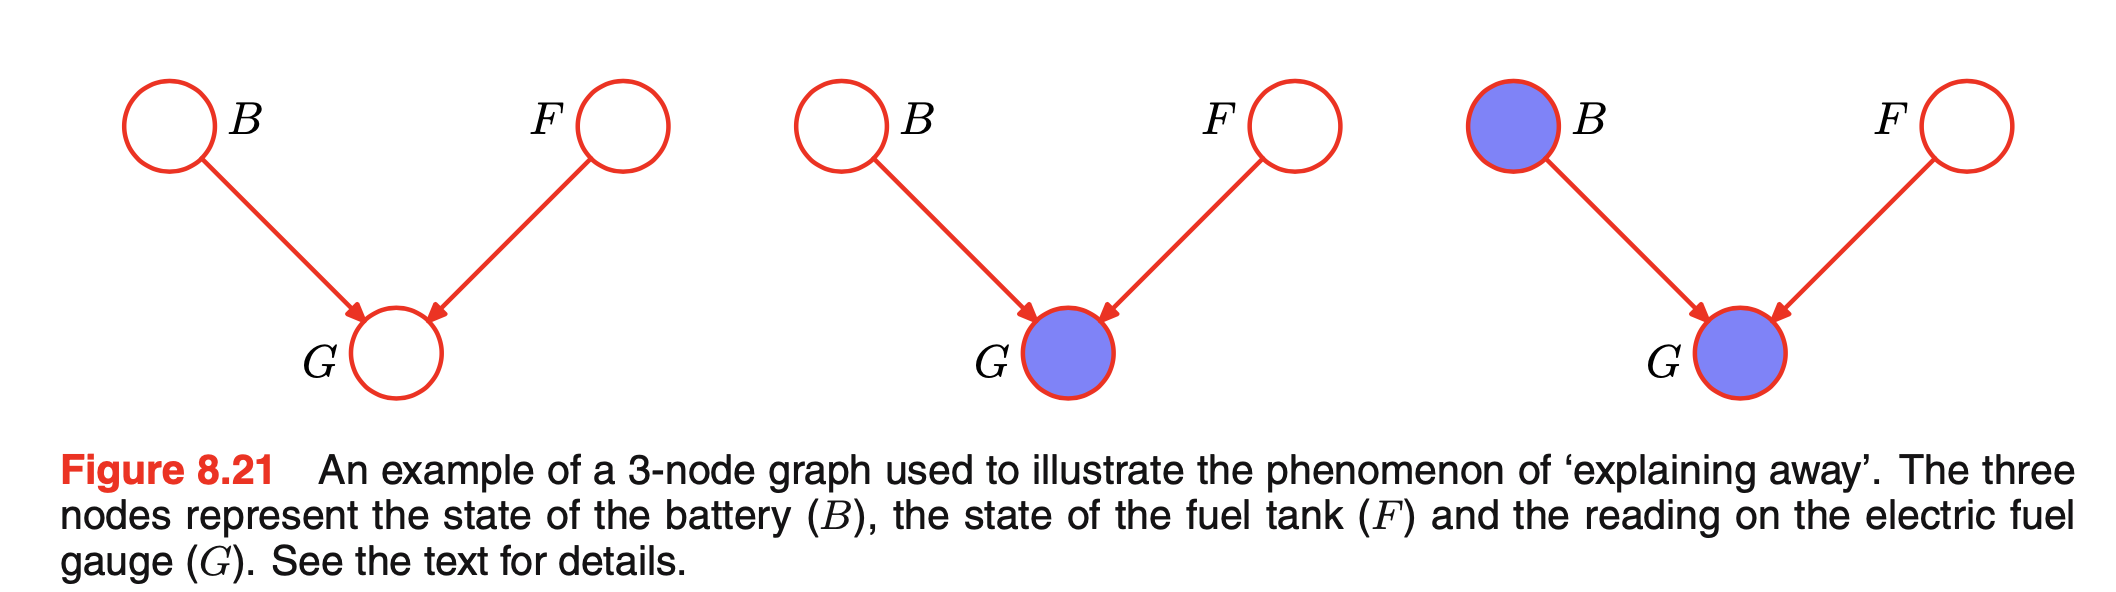 B F B F B F
G G G
Figure 8.21 An example of a 3-node graph used to illustrate the phenomenon of ‘explaining away’. The three
nodes represent the state of the battery (B), the state of the fuel tank (F) and the reading on the electric fuel
gauge (G). See the text for details.